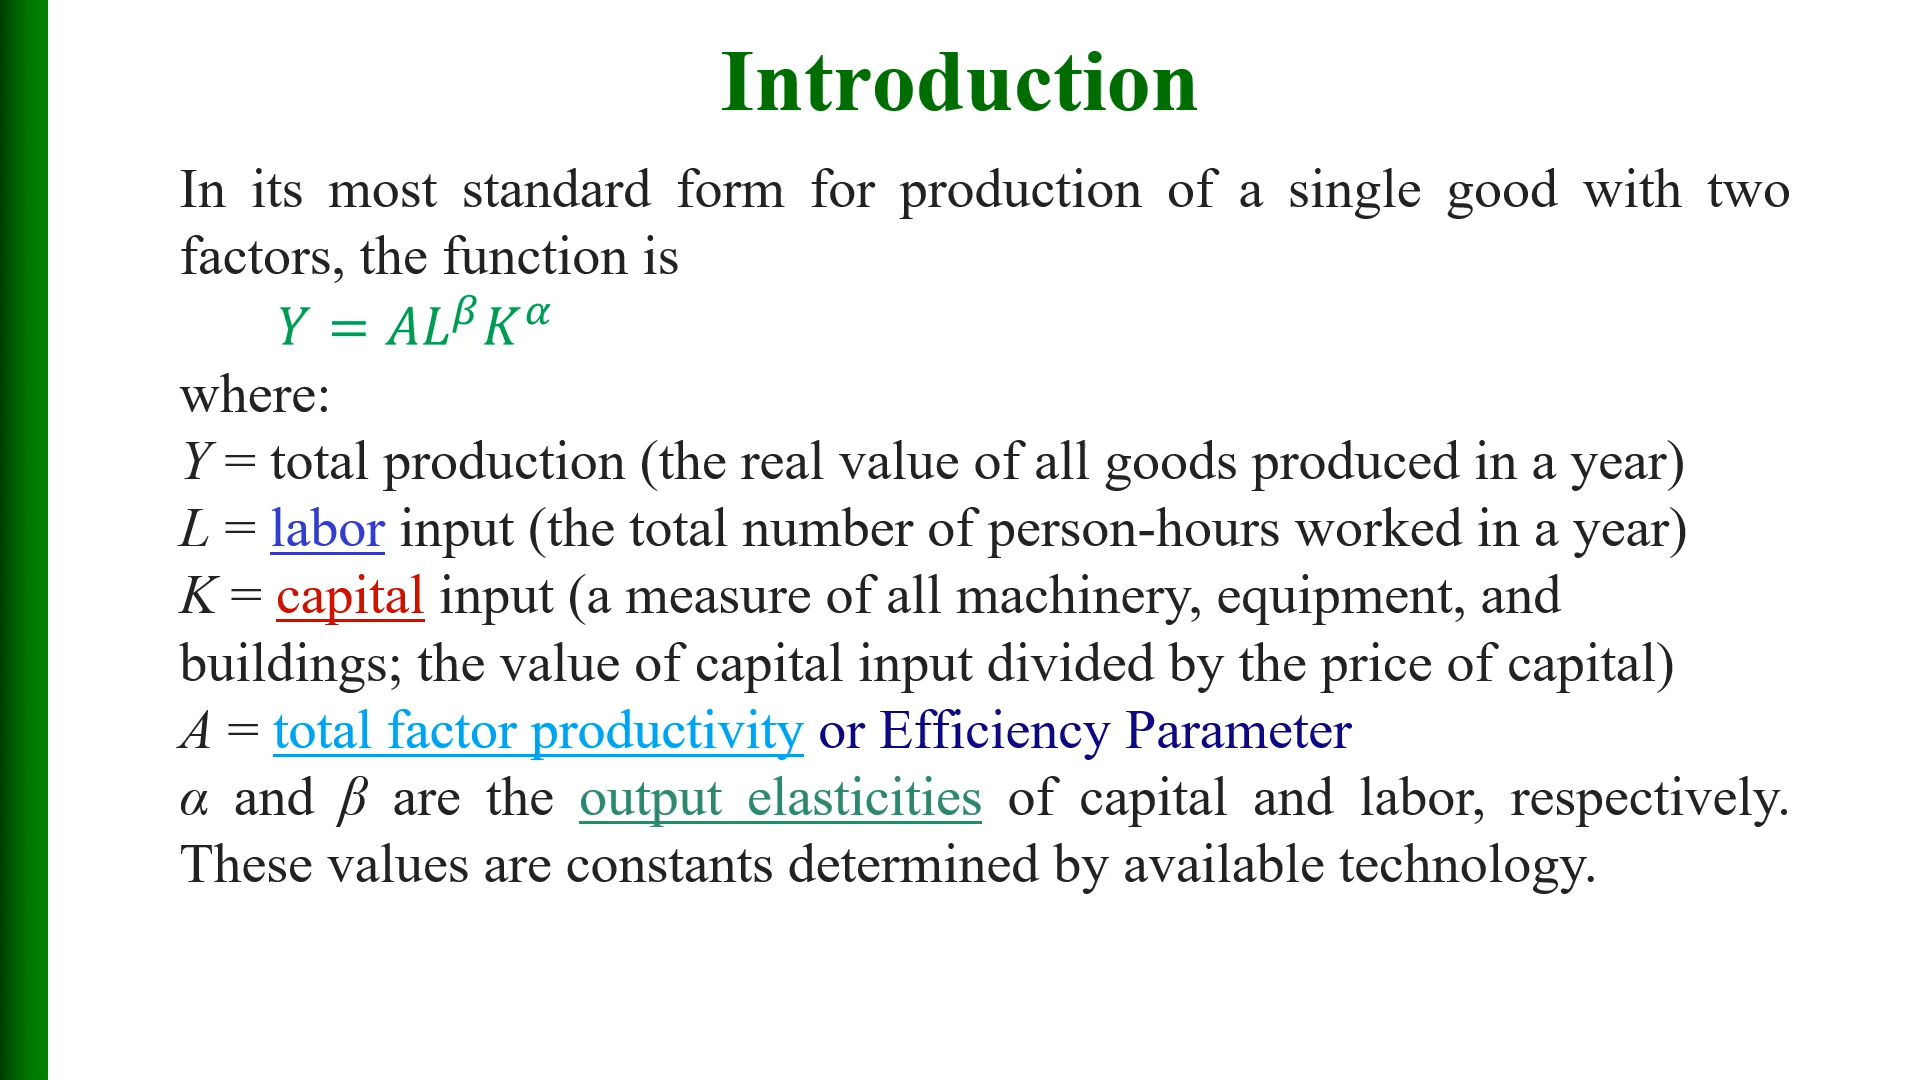 Introduction
In its most standard form for production of a single good with two
factors, the function is
Y = AL^β K^α
where:
Y = total production (the real value of all goods produced in a year)
L = labor input (the total number of person-hours worked in a year)
K = capital input (a measure of all machinery, equipment, and
buildings; the value of capital input divided by the price of capital)
A = total factor productivity or Efficiency Parameter
α and β are the output elasticities of capital and labor, respectively.
These values are constants determined by available technology.